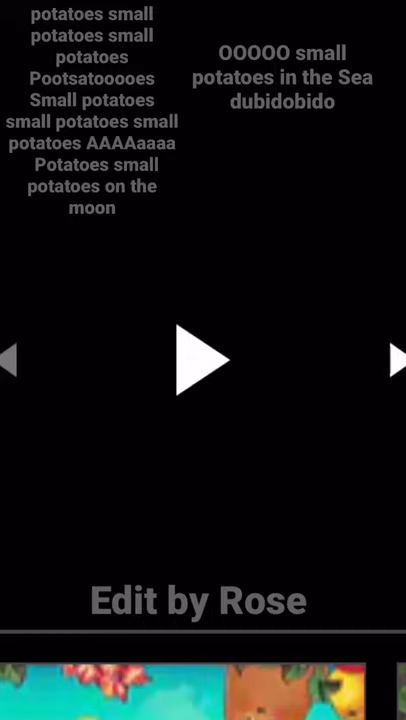 potatoes small
potatoes small
potatoes
Pootsatooooes
Small potatoes
small potatoes small
potatoes AAAAaaaa
Potatoes small
potatoes on the
moon
OOOOO small
potatoes in the Sea
dubidobido
Edit by Rose